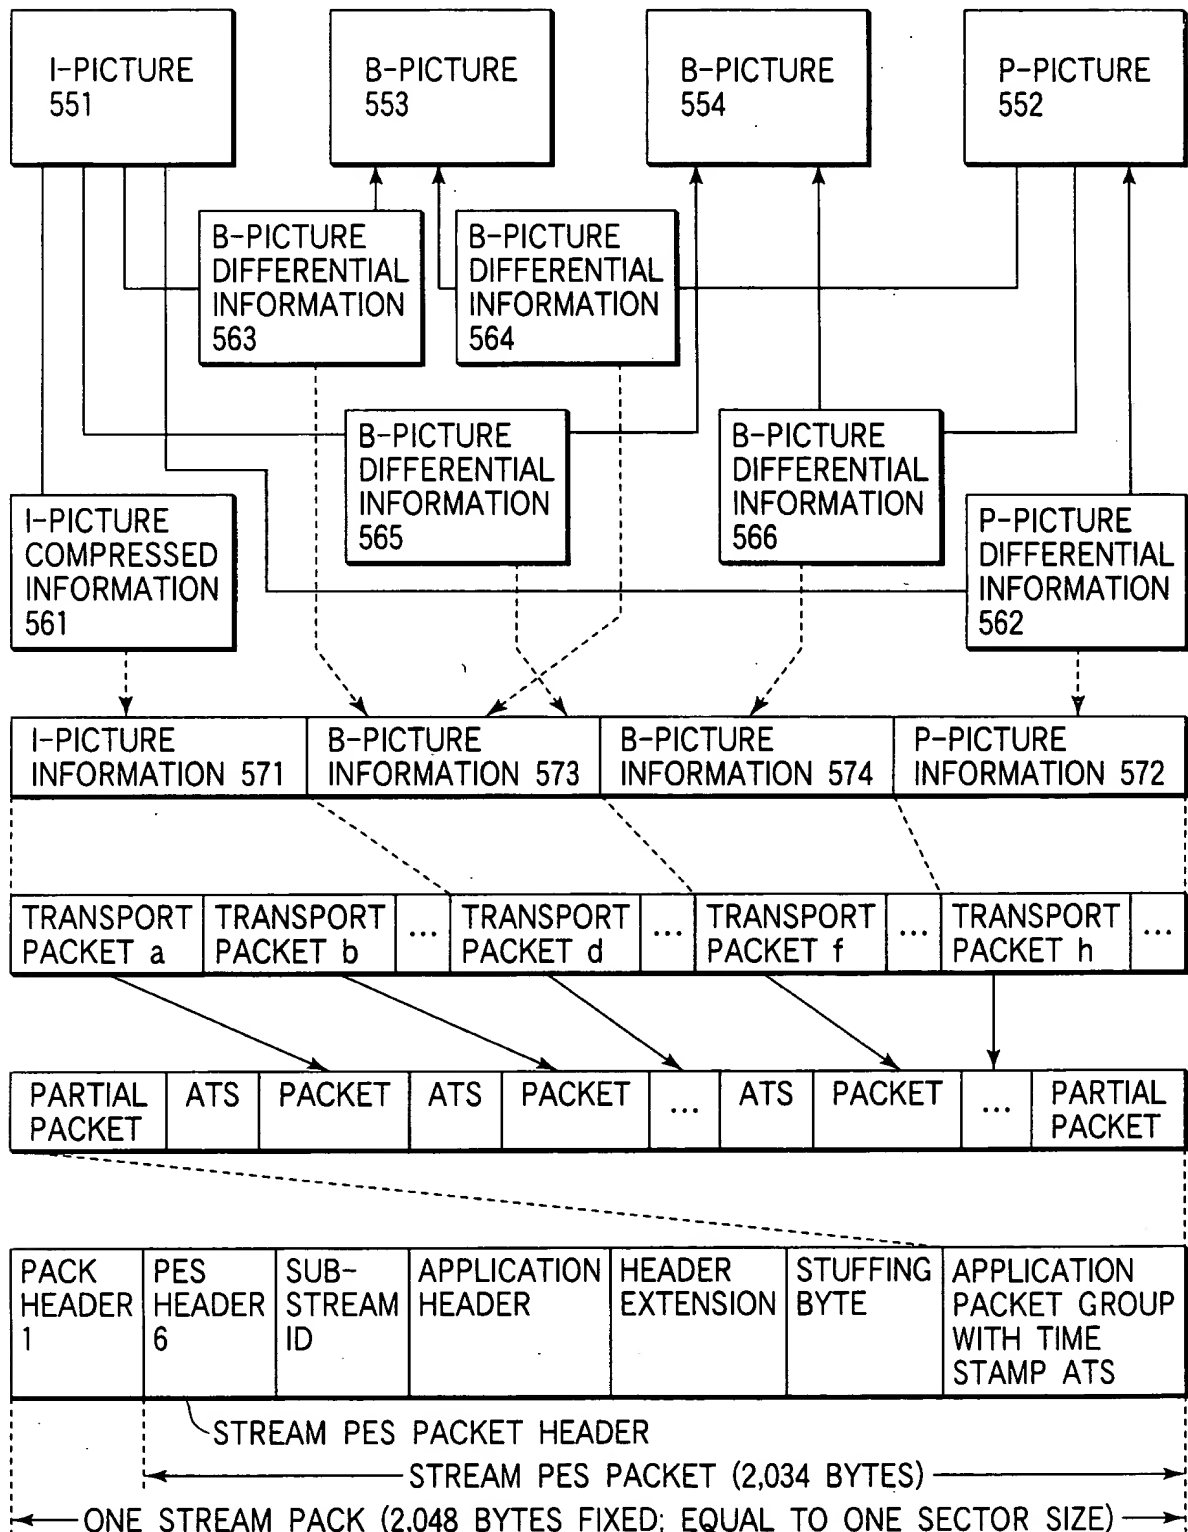 I-PICTURE
551
B-PICTURE
553
B-PICTURE
554
P-PICTURE
552
B-PICTURE
DIFFERENTIAL
INFORMATION
563
B-PICTURE
DIFFERENTIAL
INFORMATION
564
B-PICTURE
DIFFERENTIAL
INFORMATION
565
B-PICTURE
DIFFERENTIAL
INFORMATION
566
I-PICTURE
COMPRESSED
INFORMATION
561
P-PICTURE
DIFFERENTIAL
INFORMATION
562
I-PICTURE
INFORMATION 571
B-PICTURE
INFORMATION 573
B-PICTURE
INFORMATION 574
P-PICTURE
INFORMATION 572
TRANSPORT
PACKET a
TRANSPORT
PACKET b
...
TRANSPORT
PACKET d
...
TRANSPORT
PACKET f
...
TRANSPORT
PACKET h
...
PARTIAL
PACKET
ATS
PACKET
ATS
PACKET
...
ATS
PACKET
...
PARTIAL
PACKET
PACK
HEADER
1
PES
HEADER
6
SUB-
STREAM
ID
APPLICATION
HEADER
HEADER
EXTENSION
STUFFING
BYTE
APPLICATION
PACKET GROUP
WITH TIME
STAMP ATS
STREAM PES PACKET HEADER
STREAM PES PACKET (2,034 BYTES)
ONE STREAM PACK (2,048 BYTES FIXED: EQUAL TO ONE SECTOR SIZE)